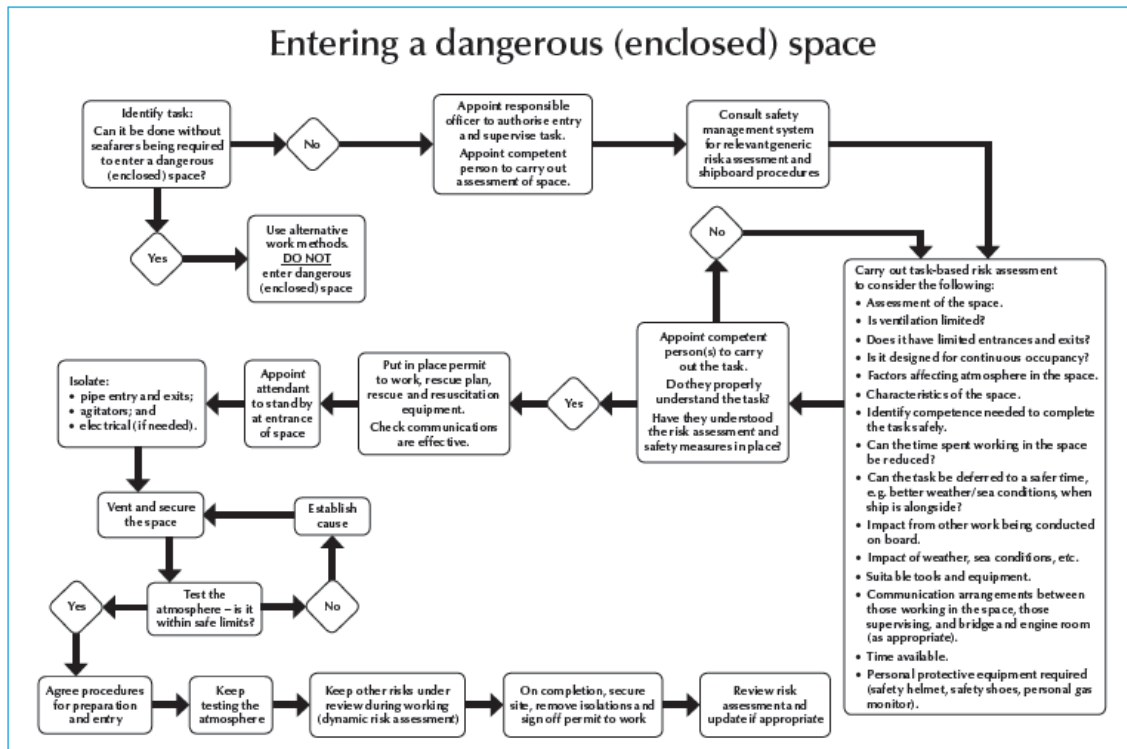 Entering a dangerous (enclosed) space
Identify task:
Can it be done without
seafarers being required
to enter a dangerous
(enclosed) space?
No
Appoint responsible
officer to authorise entry
and supervise task.
Appoint competent
person to carry out
assessment of space.
Consult safety
management system
for relevant generic
risk assessment and
shipboard procedures
Yes
Use alternative
work methods.
DO NOT
enter dangerous
(enclosed) space
No
Carry out task-based risk assessment
to consider the following:
• Assessment of the space.
• Is ventilation limited?
• Does it have limited entrances and exits?
• Is it designed for continuous occupancy?
• Factors affecting atmosphere in the space.
• Characteristics of the space.
• Identify competence needed to complete
the task safely.
• Can the time spent working in the space
be reduced?
• Can the task be deferred to a safer time,
e.g. better weather/sea conditions, when
ship is alongside?
• Impact from other work being conducted
on board.
• Impact of weather, sea conditions, etc.
• Suitable tools and equipment.
• Communication arrangements between
those working in the space, those
supervising, and bridge and engine room
(as appropriate).
• Time available.
• Personal protective equipment required
(safety helmet, safety shoes, personal gas
monitor).
Appoint competent
person(s) to carry
out the task.
Do they properly
understand the task?
Have they understood
the risk assessment and
safety measures in place?
Yes
Put in place permit
to work, rescue plan,
rescue and resuscitation
equipment.
Check communications
are effective.
Appoint
attendant
to stand by
at entrance
of space
Isolate:
• pipe entry and exits;
• agitators; and
• electrical (if needed).
Vent and secure
the space
Establish
cause
Test the
atmosphere – is it
within safe limits?
No
Yes
Agree procedures
for preparation
and entry
Keep
testing the
atmosphere
Keep other risks under
review during working
(dynamic risk assessment)
On completion, secure
site, remove isolations and
sign off permit to work
Review risk
assessment and
update if appropriate